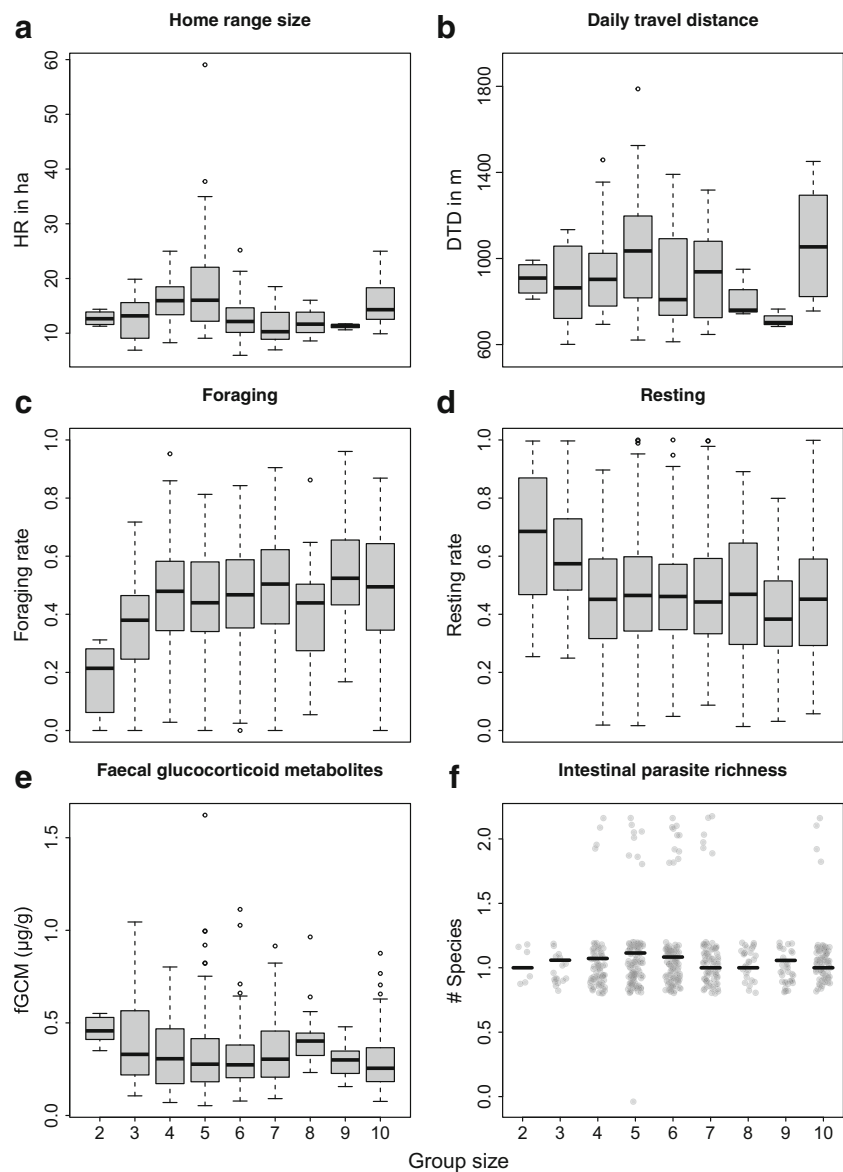 a Home range size
HR in ha
60
50
40
30
20
10
b Daily travel distance
DTD in m
1800
1400
1000
600
c Foraging
Foraging rate
1.0
0.8
0.6
0.4
0.2
0.0
d Resting
Resting rate
1.0
0.8
0.6
0.4
0.2
0.0
e Faecal glucocorticoid metabolites
fGCM (µg/g)
1.5
1.0
0.5
0.0
2 3 4 5 6 7 8 9 10
f Intestinal parasite richness
# Species
2.0
1.5
1.0
0.5
0.0
2 3 4 5 6 7 8 9 10
Group size